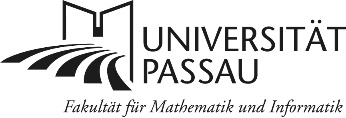 UNIVERSITÄT
PASSAU
Fakultät für Mathematik und Informatik